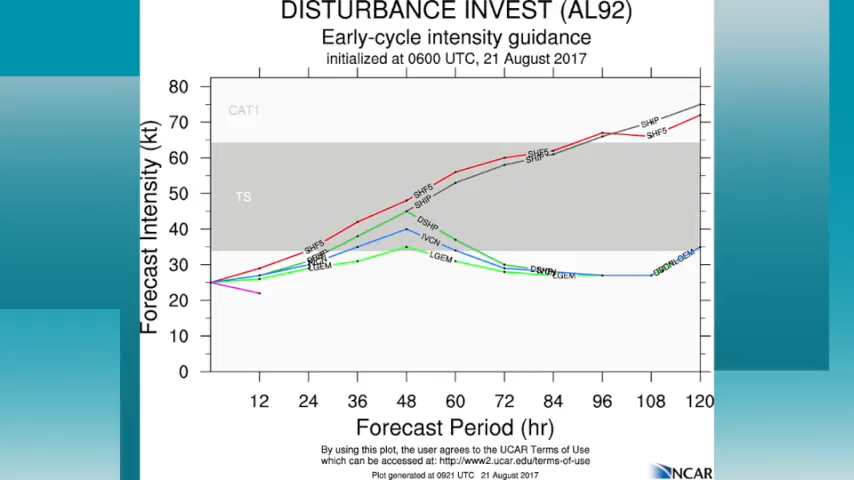 DISTURBANCE INVEST (AL92)
Early-cycle intensity guidance
initialized at 0600 UTC, 21 August 2017
Forecast Intensity (kt)
80
70
60
50
40
30
20
10
0
CAT1
TS
SHF5
SHF5
SHIP
SHF5
SHIP
SHIP
SHF5
DSHP
IVCN
LGEM
LGEM
LGEM
12 24 36 48 60 72 84 96 108 120
Forecast Period (hr)
By using this plot, the user agrees to the UCAR Terms of Use
which can be accessed at: http://www2.ucar.edu/terms-of-use
Plot generated at 0921 UTC 21 August 2017
NCAR